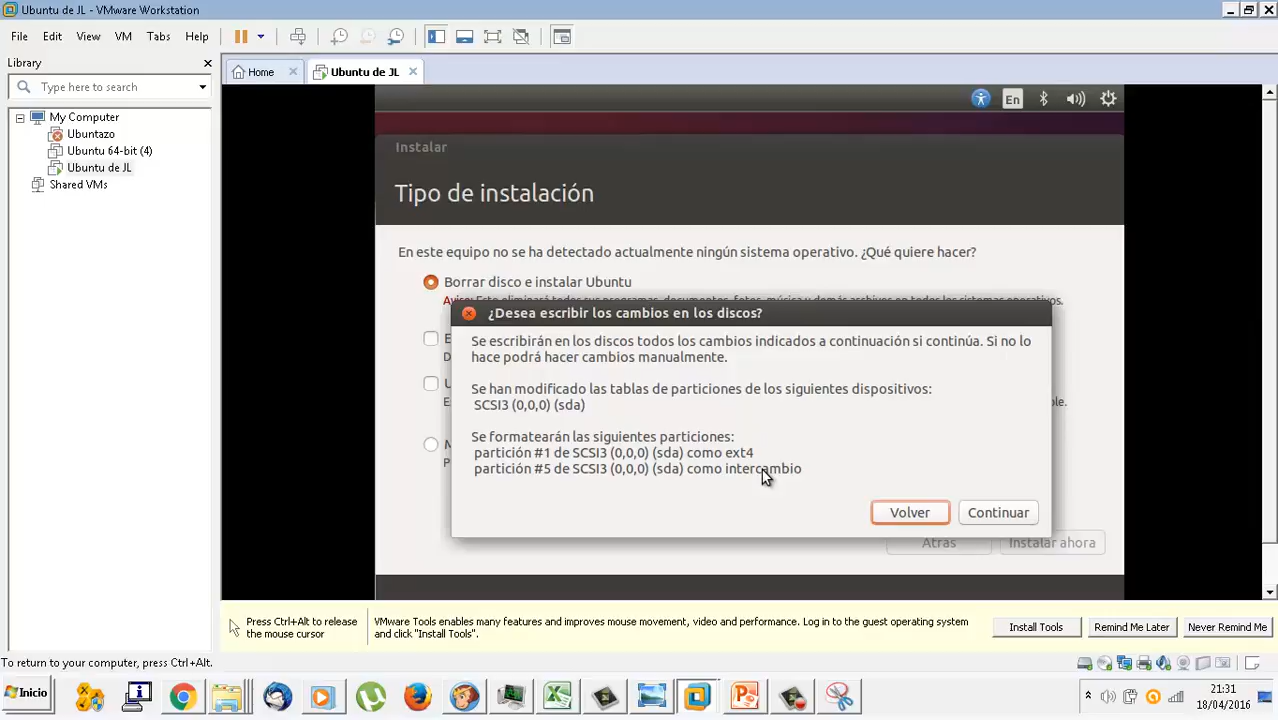 Ubuntu de JL - VMware Workstation
File Edit View VM Tabs Help
Library
Type here to search
My Computer
Ubuntazo
Ubuntu 64-bit (4)
Ubuntu de JL
Shared VMs
Home
Ubuntu de JL
En
Instalar
Tipo de instalación
En este equipo no se ha detectado actualmente ningún sistema operativo. ¿Qué quiere hacer?
Borrar disco e instalar Ubuntu
¿Desea escribir los cambios en los discos?
Se escribirán en los discos todos los cambios indicados a continuación si continúa. Si no lo
hace podrá hacer cambios manualmente.
Se han modificado las tablas de particiones de los siguientes dispositivos:
SCSI3 (0,0,0) (sda)
Se formatearán las siguientes particiones:
partición #1 de SCSI3 (0,0,0) (sda) como ext4
partición #5 de SCSI3 (0,0,0) (sda) como intercambio
Volver Continuar
Atras Instalar ahora
Press Ctrl+Alt to release
the mouse cursor
VMware Tools enables many features and improves mouse movement, video and performance. Log in to the guest operating system
and click "Install Tools".
Install Tools
Remind Me Later
Never Remind Me
To return to your computer, press Ctrl+Alt.
Inicio
21:31
18/04/2016